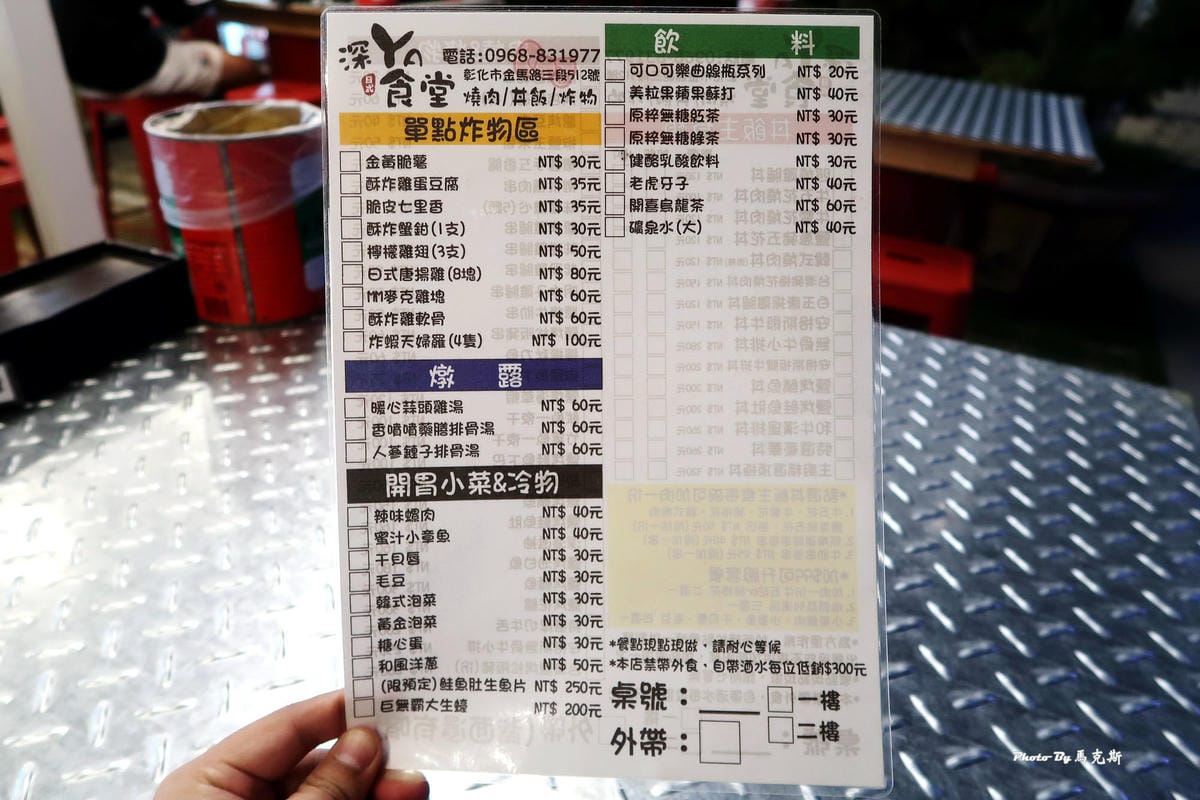 深Ya食堂
日式
電話:0968-831977
彰化市金馬路三段512號
燒肉/丼飯/炸物
單點炸物區
金黃脆薯 NT$ 30元
酥炸雞蛋豆腐 NT$ 35元
脆皮七里香 NT$ 35元
酥炸蟹鉗(1支) NT$ 30元
檸檬雞翅(3支) NT$ 50元
日式唐揚雞(8塊) NT$ 80元
MM麥克雞塊 NT$ 60元
酥炸雞軟骨 NT$ 60元
炸蝦天婦羅(4隻) NT$ 100元
燉露
暖心蒜頭雞湯 NT$ 60元
香噴噴藥膳排骨湯 NT$ 60元
人蔘鰻子排骨湯 NT$ 60元
開胃小菜&冷物
辣味螺肉 NT$ 40元
蜜汁小章魚 NT$ 40元
干貝唇 NT$ 30元
毛豆 NT$ 30元
韓式泡菜 NT$ 30元
黃金泡菜 NT$ 30元
糖心蛋 NT$ 30元
和風洋蔥 NT$ 50元
(限預定)鮭魚肚生魚片 NT$ 250元
巨無霸大生蠔 NT$ 200元
飲料
可口可樂曲線瓶系列 NT$ 20元
美粒果蘋果蘇打 NT$ 40元
原粹無糖紅茶 NT$ 30元
原粹無糖綠茶 NT$ 30元
健酪乳酸飲料 NT$ 30元
老虎牙子 NT$ 40元
開喜烏龍茶 NT$ 60元
礦泉水(大) NT$ 40元
*餐點現點現做，請耐心等候
*本店禁帶外食，自帶酒水每位低銷$300元
桌號：
一樓
外帶：
二樓
Photo By 馬克斯